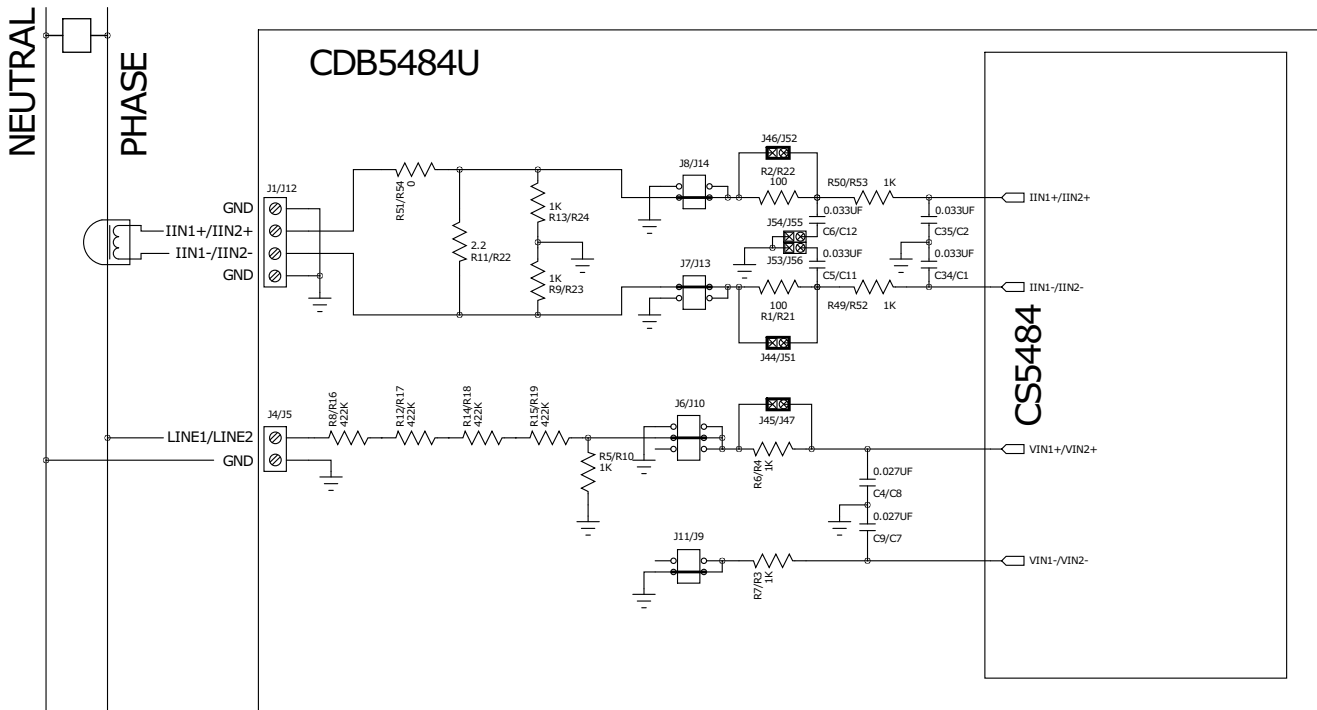 NEUTRAL
PHASE
CDB5484U
J46/J52
R2/R22
100
J8/J14
R50/R53 1K
R51/R54
0
J1/J12
GND
IIN1+/IIN2+
IIN1-/IIN2-
GND
1K
R13/R24
2.2
R11/R22
1K
R9/R23
0.033UF
C6/C12
J54/J55
J53/J56
0.033UF
C5/C11
0.033UF
C35/C2
0.033UF
C34/C1
IIN1+/IIN2+
J7/J13
100
R1/R21
R49/R52 1K
IIN1-/IIN2-
J44/J51
CS5484
R8/R16
422K
R12/R17
422K
R14/R18
422K
R15/R19
422K
J4/J5
LINE1/LINE2
GND
R5/R10
1K
J6/J10
J45/J47
R6/R4
1K
VIN1+/VIN2+
0.027UF
C4/C8
0.027UF
C9/C7
J11/J9
R7/R3
1K
VIN1-/VIN2-